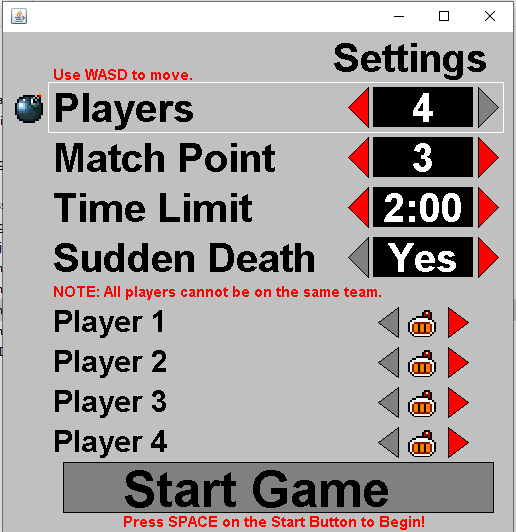 Settings
Use WASD to move.
Players 4
Match Point 3
Time Limit 2:00
Sudden Death Yes
NOTE: All players cannot be on the same team.
Player 1
Player 2
Player 3
Player 4
Start Game
Press SPACE on the Start Button to Begin!